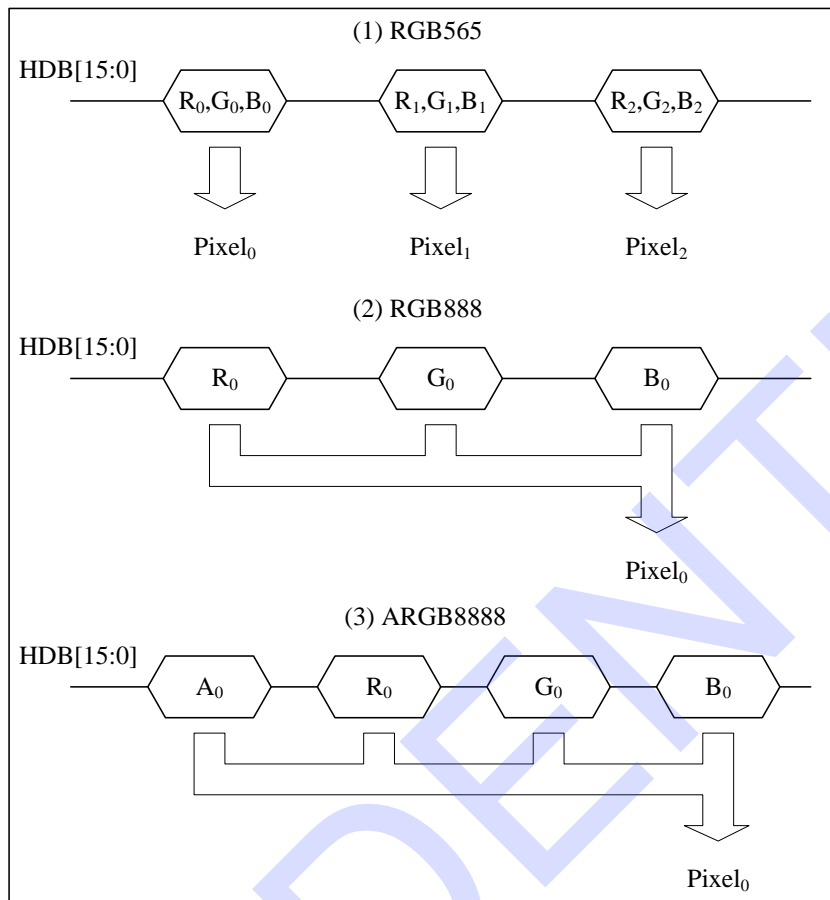 (1) RGB565
HDB[15:0]
R₀,G₀,B₀ R₁,G₁,B₁ R₂,G₂,B₂
Pixel₀ Pixel₁ Pixel₂
(2) RGB888
HDB[15:0]
R₀ G₀ B₀
Pixel₀
(3) ARGB8888
HDB[15:0]
A₀ R₀ G₀ B₀
Pixel₀
DENT